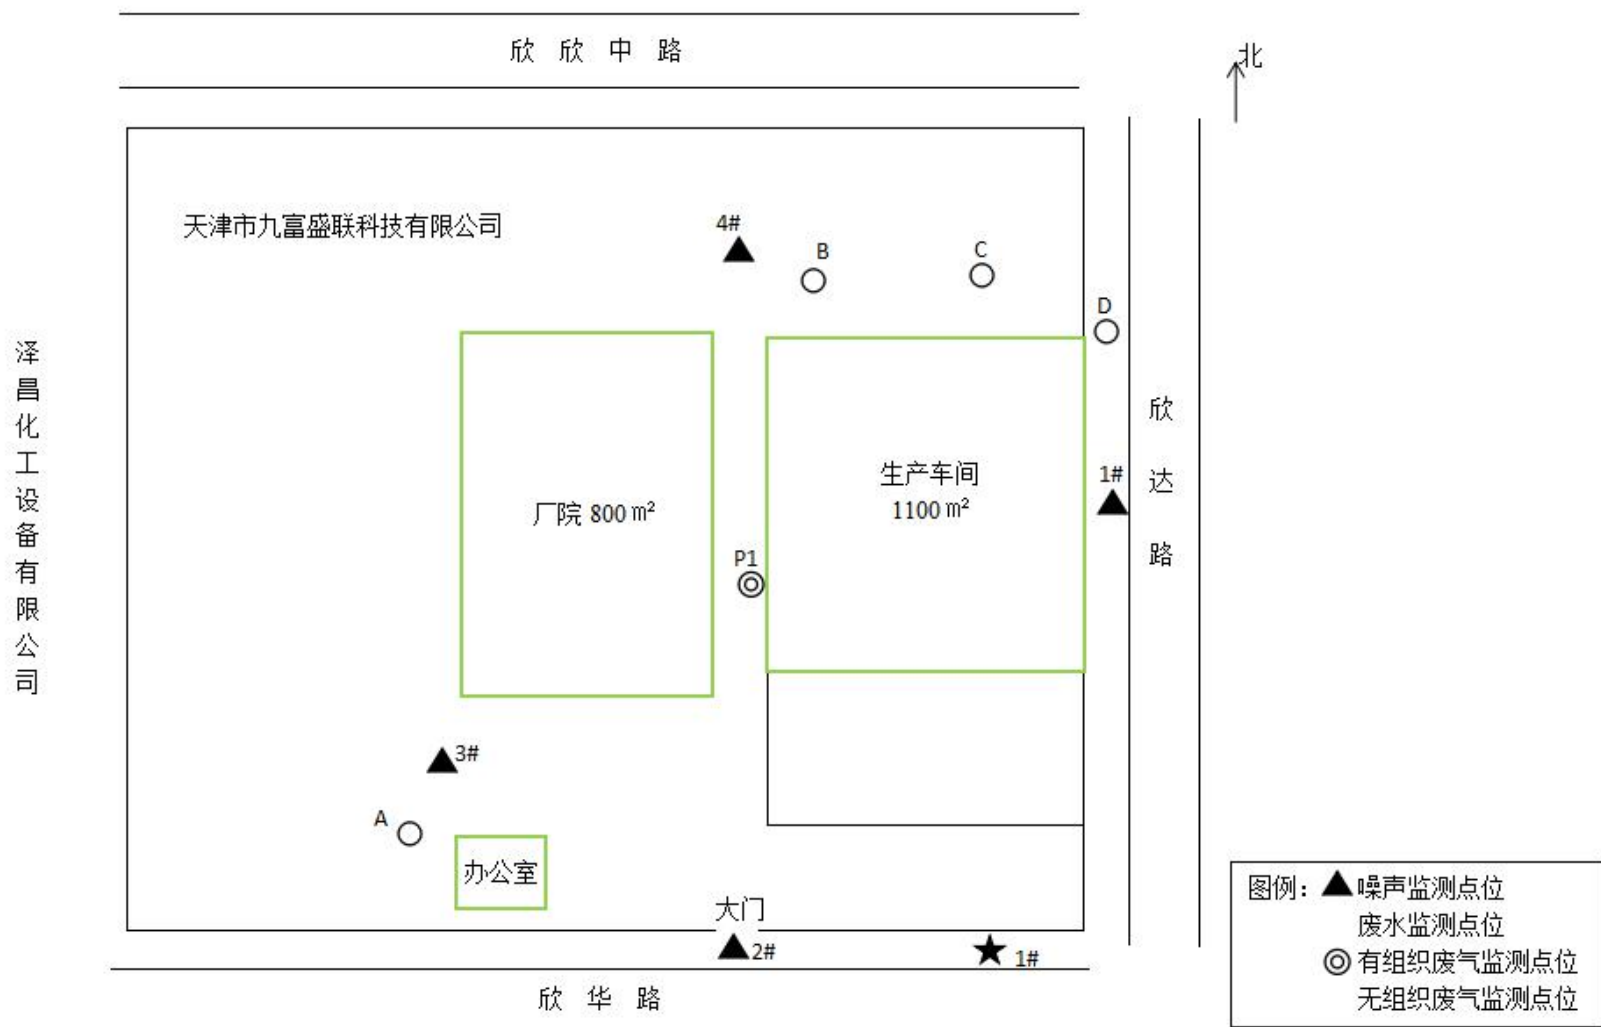 欣欣中路
北
天津市九富盛联科技有限公司
4#
B
C
D
泽昌化工设备有限公司
欣达路
生产车间
1100㎡
1#
厂院 800㎡
P1
3#
A
办公室
大门
2#
1#
欣华路
图例：▲噪声监测点位
废水监测点位
◎有组织废气监测点位
无组织废气监测点位